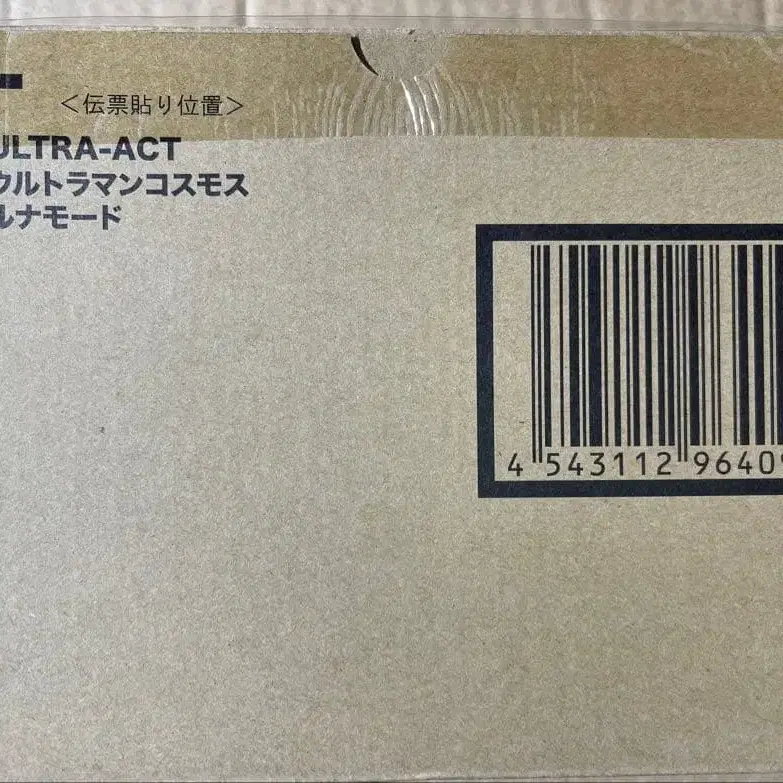 <伝票貼り位置>
ULTRA-ACT
ウルトラマンコスモス
ルナモード
4 543112 96409